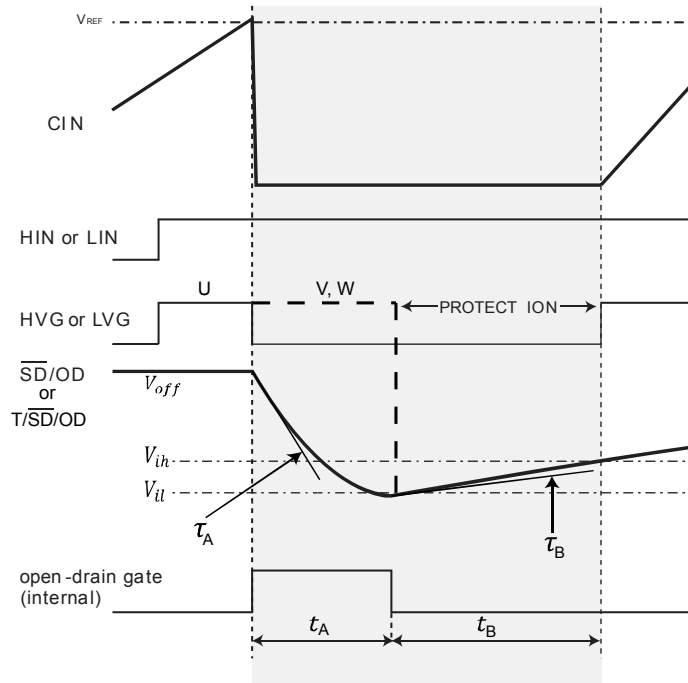 VREF
CIN
HIN or LIN
U
V, W
PROTECT ION
HVG or LVG
SD/OD
or
T/SD/OD
Voff
Vih
Vil
τA
τB
open-drain gate
(internal)
tA
tB